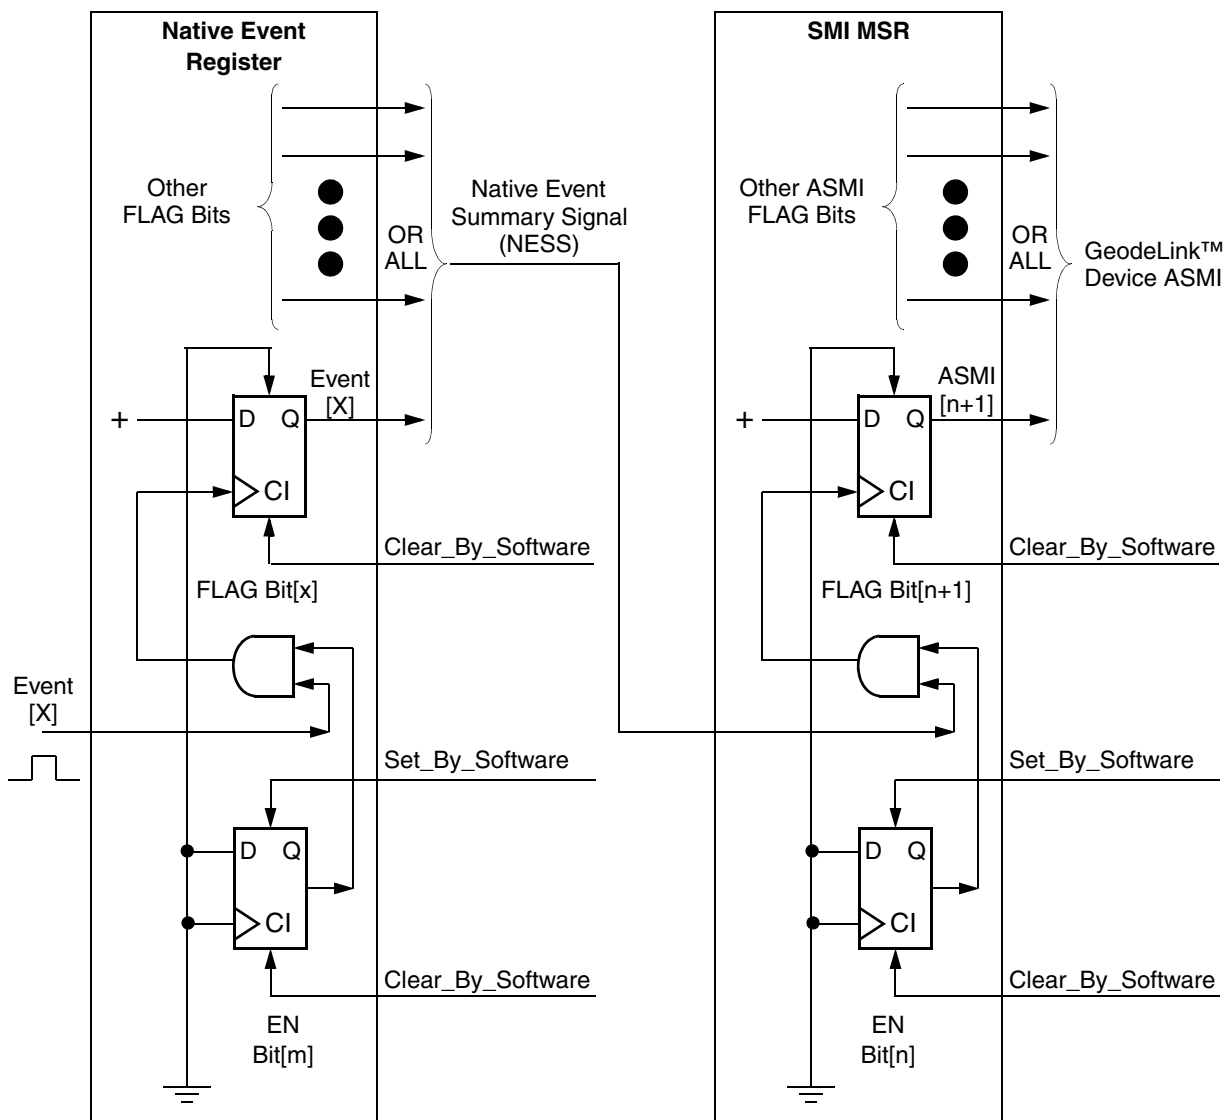 Native Event
Register
Other
FLAG Bits
OR
ALL
Native Event
Summary Signal
(NESS)
Event
[X]
+
D Q
CI
Clear_By_Software
FLAG Bit[x]
Event
[X]
Set_By_Software
D Q
CI
Clear_By_Software
EN
Bit[m]
SMI MSR
Other ASMI
FLAG Bits
OR
ALL
GeodeLink™
Device ASMI
ASMI
[n+1]
+
D Q
CI
Clear_By_Software
FLAG Bit[n+1]
Set_By_Software
D Q
CI
Clear_By_Software
EN
Bit[n]